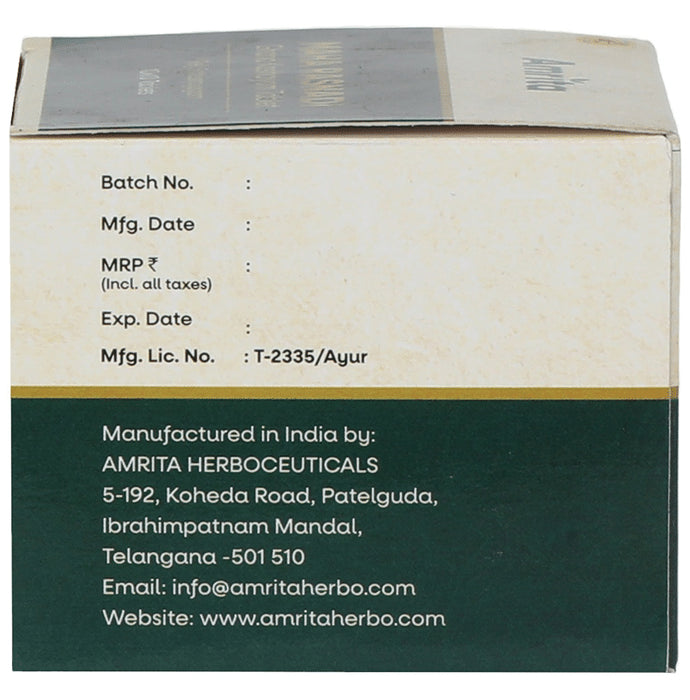 Amrita
Batch No. :
Mfg. Date :
MRP ₹ :
(Incl. all taxes)
Exp. Date :
Mfg. Lic. No. : T-2335/Ayur
Manufactured in India by:
AMRITA HERBOCEUTICALS
5-192, Koheda Road, Patelguda,
Ibrahimpatnam Mandal,
Telangana -501 510
Email: info@amritaherbo.com
Website: www.amritaherbo.com